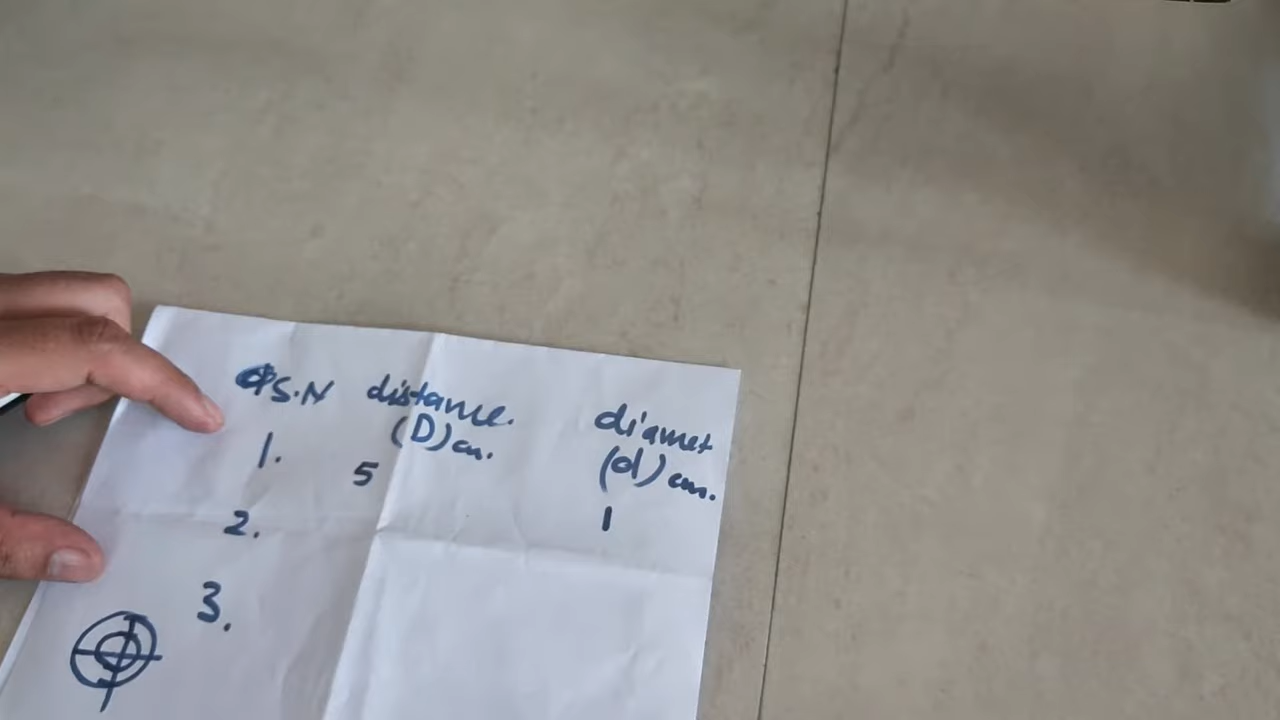 S.N distance. diamet
(D)cm. (d)cm.
1. 5 1
2.
3.